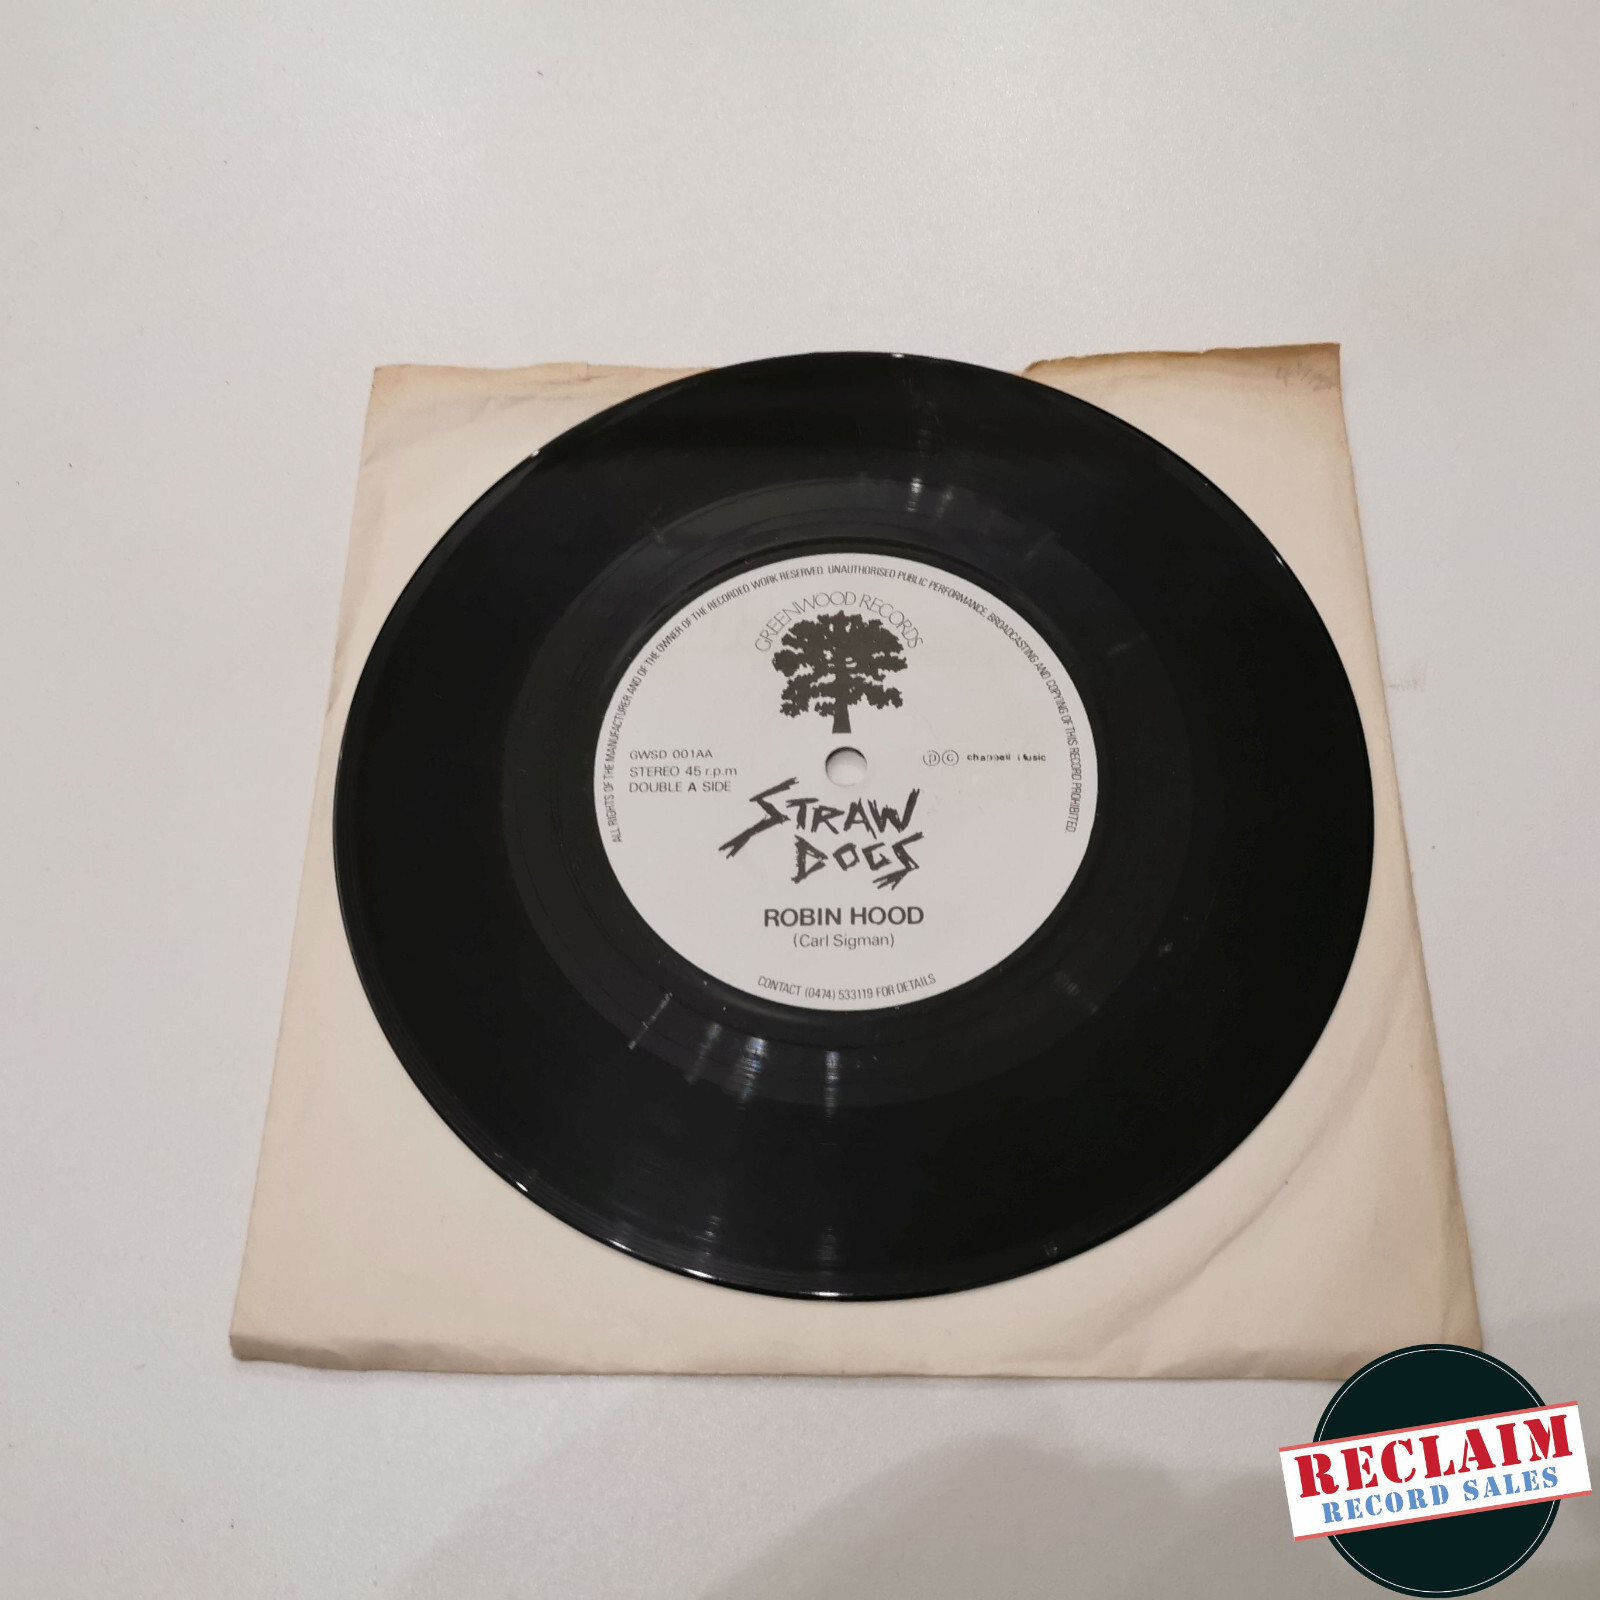 ALL RIGHTS OF THE MANUFACTURER AND OF THE OWNER OF THE RECORDED WORK RESERVED. UNAUTHORISED PUBLIC PERFORMANCE, BROADCASTING AND COPYING OF THIS RECORD PROHIBITED
GREENWOOD RECORDS
GWSD 001AA
STEREO 45 r.p.m
DOUBLE A SIDE
Ⓟ Ⓒ
STRAW
DOGS
ROBIN HOOD
(Carl Sigman)
CONTACT (0474) 533119 FOR DETAILS
RECLAIM
RECORD SALES